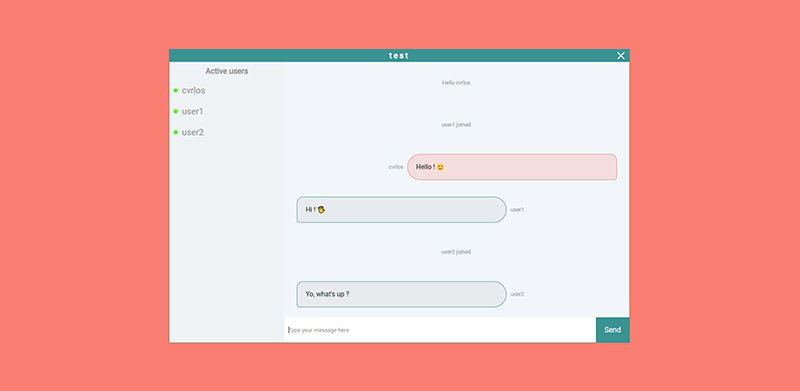 test
Active users
cvrlos
user1
user2
Hello cvrlos.
user1 joined.
cvrlos
Hello ! 🙂
Hi !
user1
user2 joined.
Yo, what's up ?
user2
Type your message here
Send